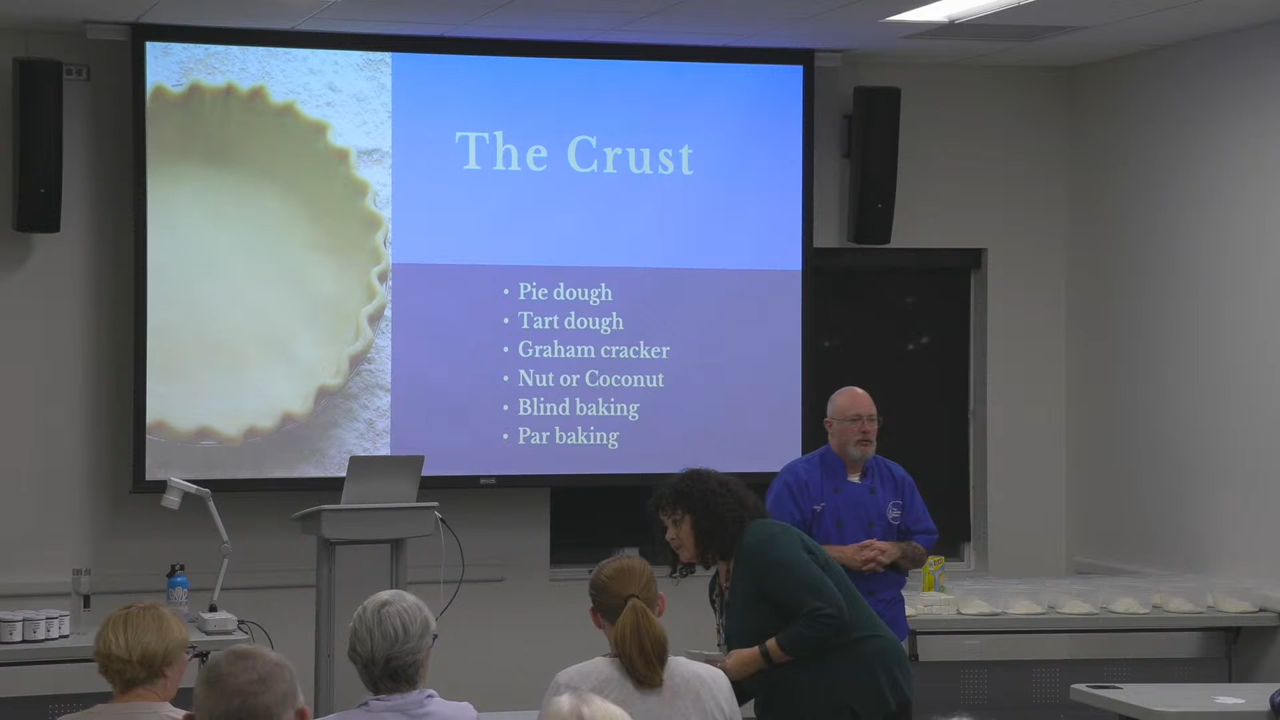 The Crust
• Pie dough
• Tart dough
• Graham cracker
• Nut or Coconut
• Blind baking
• Par baking